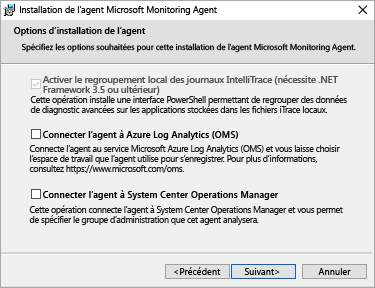 Installation de l'agent Microsoft Monitoring Agent
Options d'installation de l'agent
Spécifiez les options souhaitées pour cette installation de l'agent Microsoft Monitoring Agent.
Activer le regroupement local des journaux IntelliTrace (nécessite .NET
Framework 3.5 ou ultérieur)
Cette opération installe une interface PowerShell permettant de regrouper des données
de diagnostic avancées sur les applications stockées dans les fichiers iTrace locaux.
Connecter l'agent à Azure Log Analytics (OMS)
Connecte l'agent au service Microsoft Azure Log Analytics (OMS) et vous laisse choisir
l'espace de travail que l'agent utilise pour s'enregistrer. Pour plus d'informations,
consultez https://www.microsoft.com/oms.
Connecter l'agent à System Center Operations Manager
Cette opération connecte l'agent à System Center Operations Manager et vous permet
de spécifier le groupe d'administration que cet agent analysera.
<Précédent Suivant> Annuler